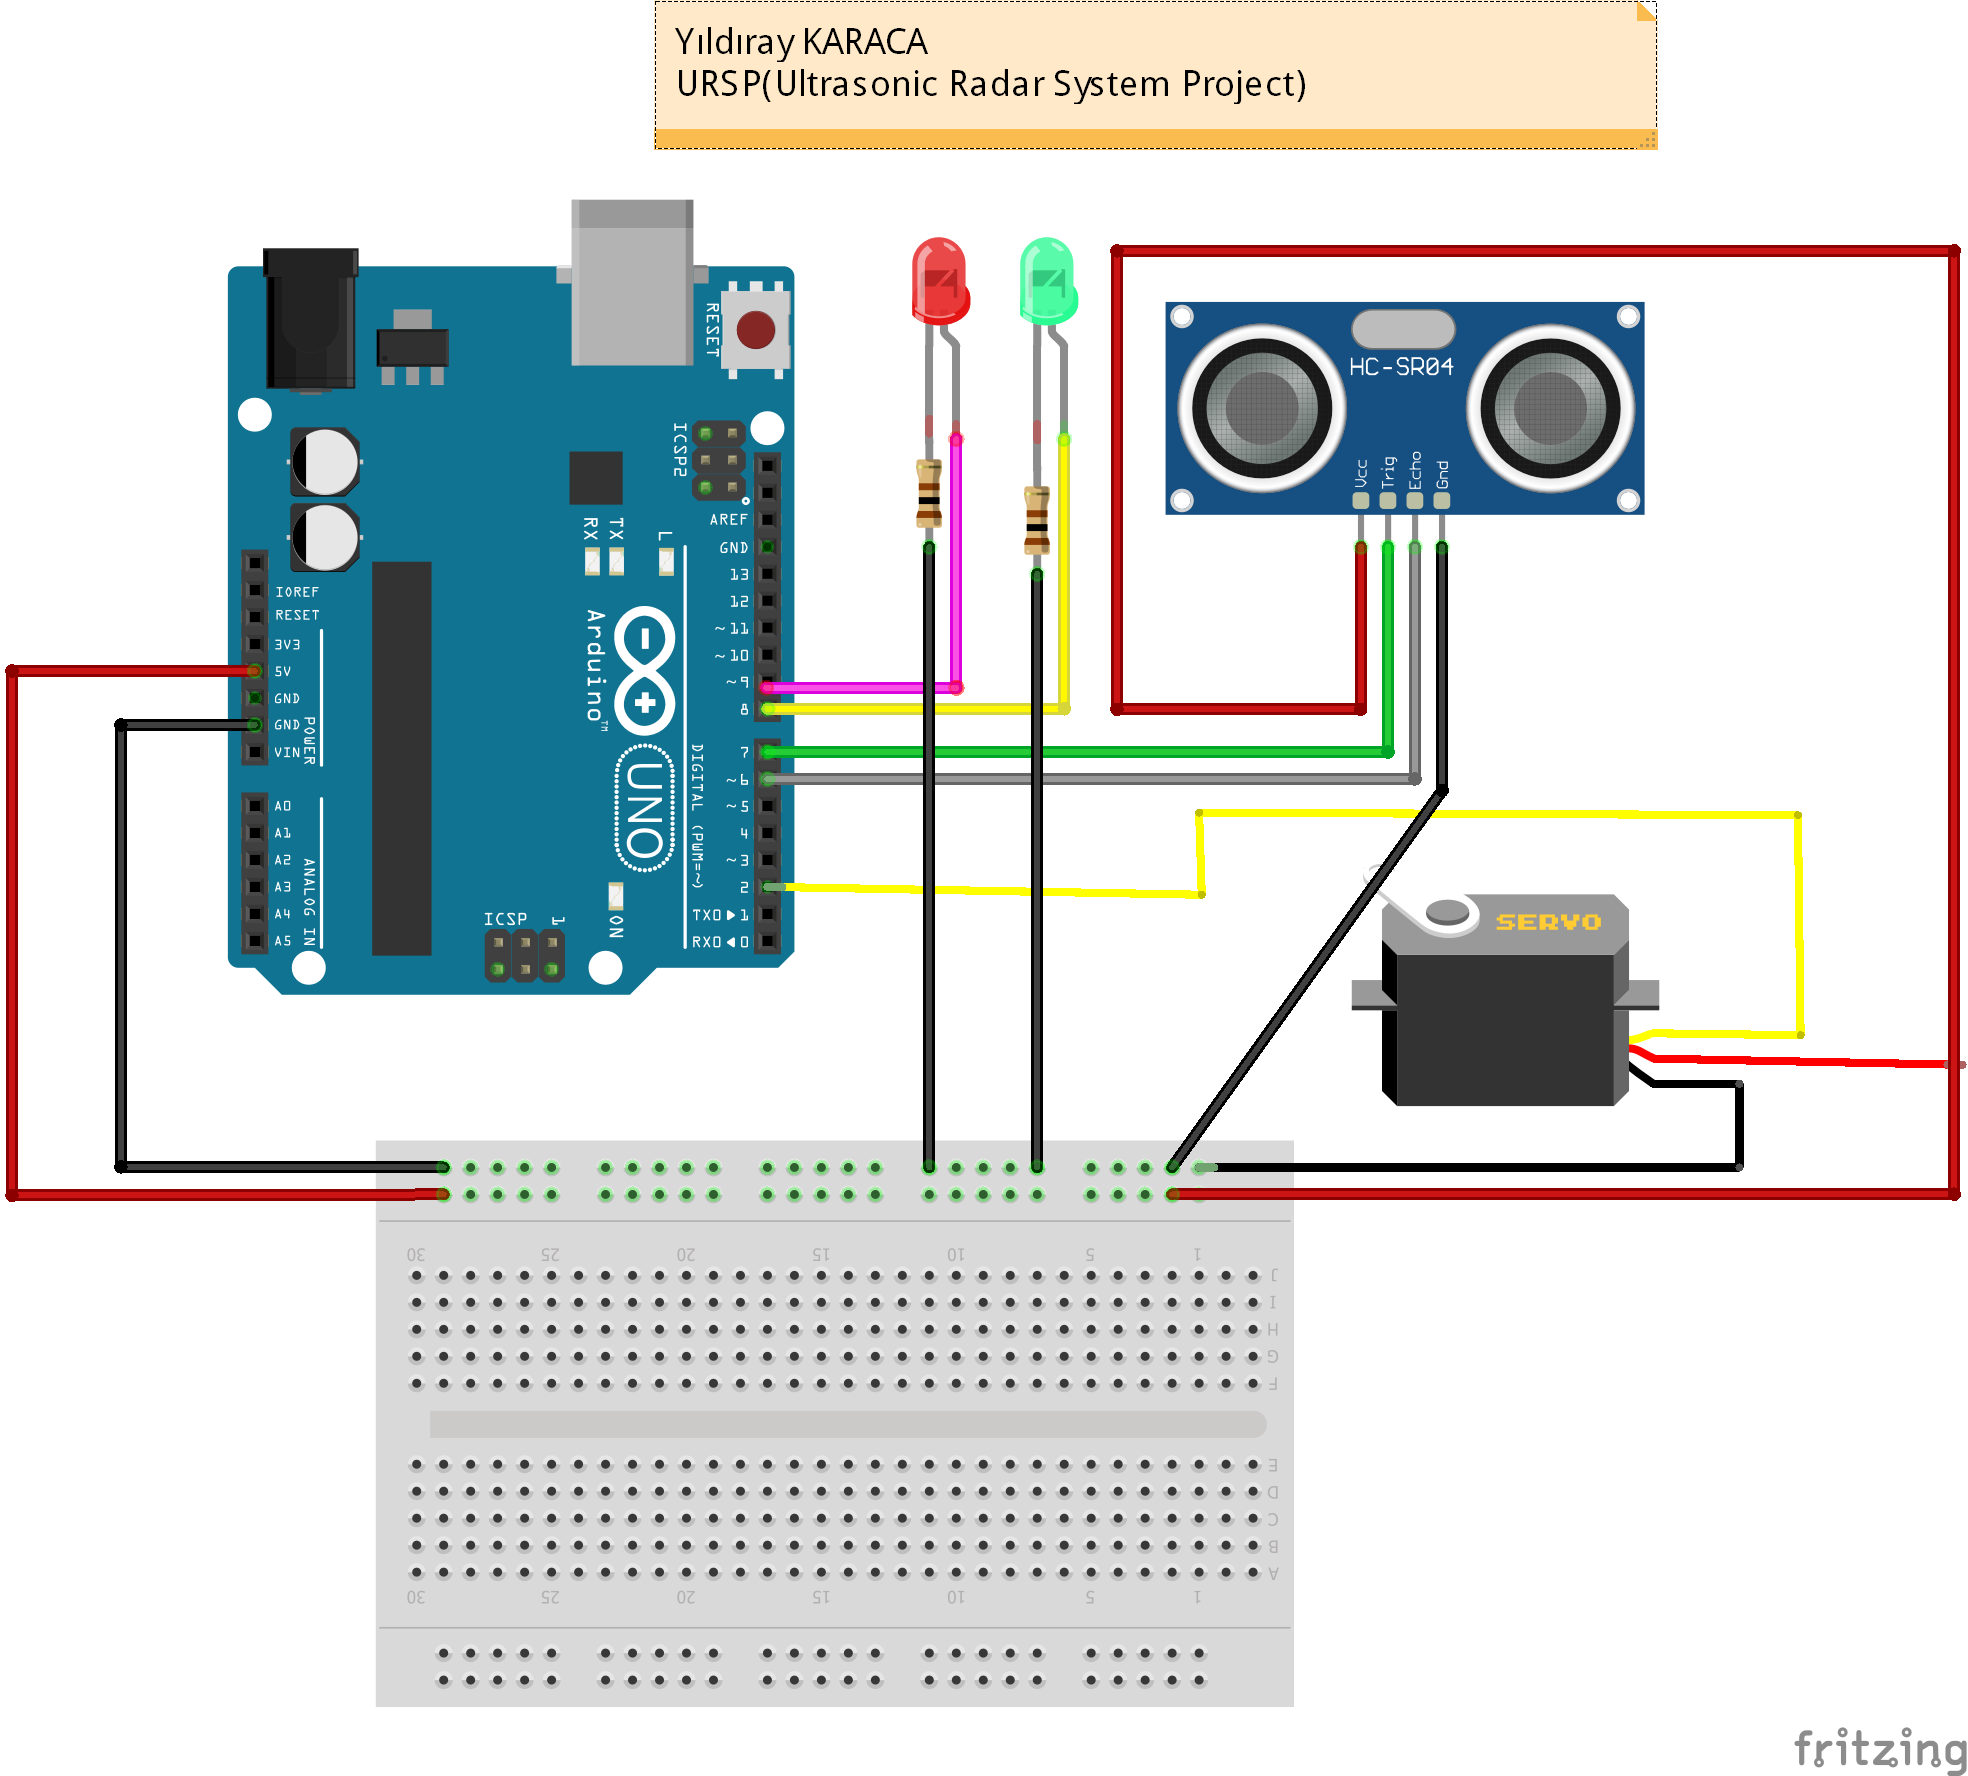 Yıldıray KARACA
URSP(Ultrasonic Radar System Project)
RESET
ICSP2
HC-SR04
Vcc
Trig
Echo
Gnd
RX
TX
L
AREF
GND
13
12
~11
~10
~9
8
IOREF
RESET
3V3
5V
GND
GND
VIN
POWER
Arduino™
UNO
DIGITAL (PWM=~)
7
~6
~5
4
~3
2
TX0▶1
RX0◀0
A0
A1
A2
A3
A4
A5
ANALOG IN
ICSP
1
ON
SERVO
30
25
20
15
10
5
1
J
I
H
G
F
E
D
C
B
A
30
25
20
15
10
5
1
fritzing